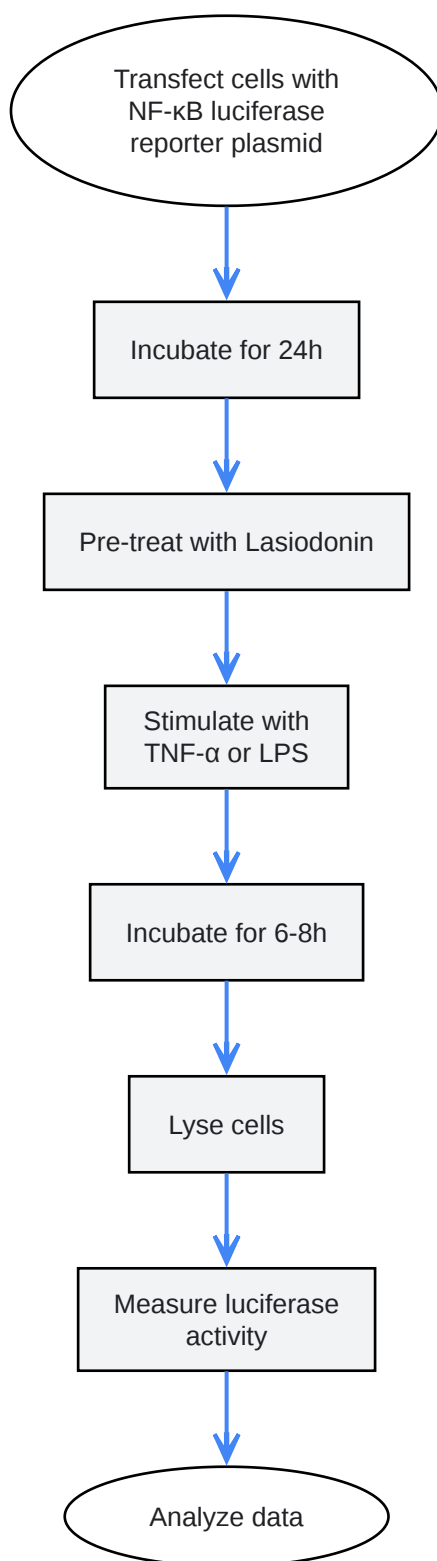 Transfect cells with
NF-κB luciferase
reporter plasmid
Incubate for 24h
Pre-treat with Lasiodonin
Stimulate with
TNF-α or LPS
Incubate for 6-8h
Lyse cells
Measure luciferase
activity
Analyze data